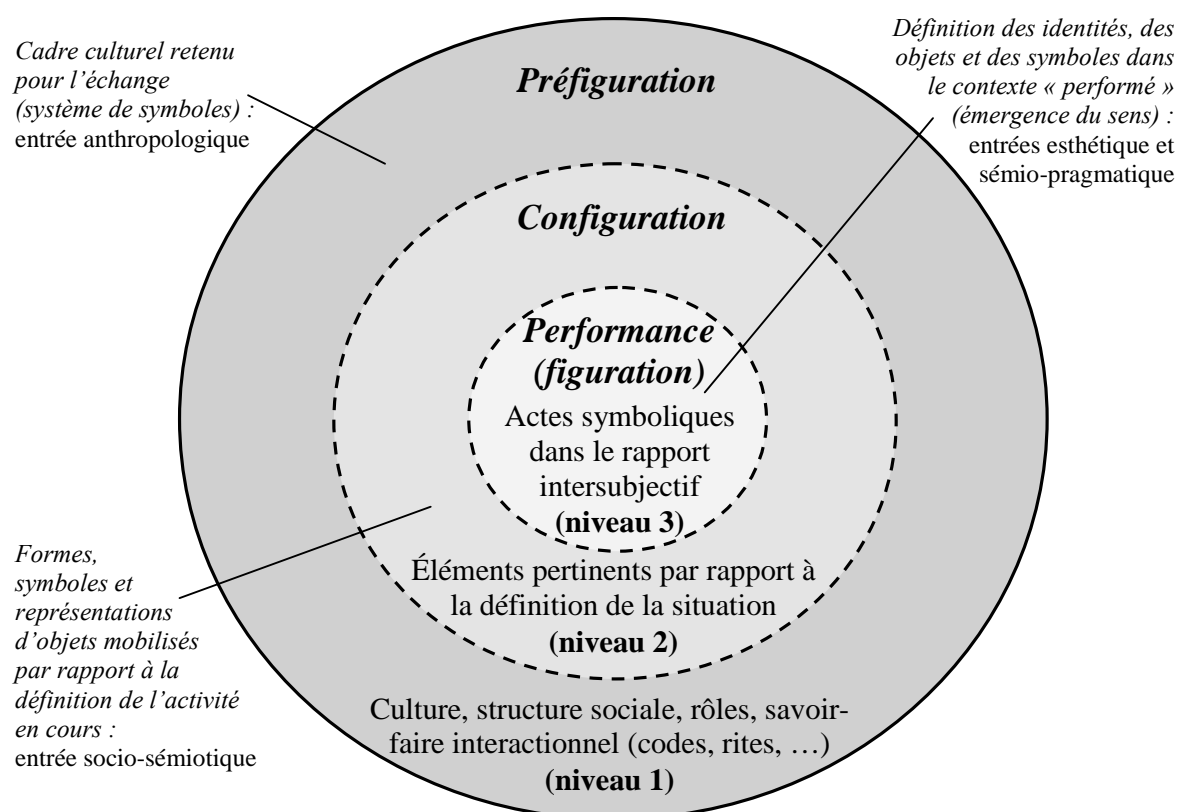 Cadre culturel retenu
pour l’échange
(système de symboles) :
entrée anthropologique
Définition des identités, des
objets et des symboles dans
le contexte « performé »
(émergence du sens) :
entrées esthétique et
sémio-pragmatique
Préfiguration
Configuration
Performance
(figuration)
Actes symboliques
dans le rapport
intersubjectif
(niveau 3)
Éléments pertinents par rapport à
la définition de la situation
(niveau 2)
Culture, structure sociale, rôles, savoir-
faire interactionnel (codes, rites, …)
(niveau 1)
Formes,
symboles et
représentations
d’objets mobilisés
par rapport à la
définition de l’activité
en cours :
entrée socio-sémiotique